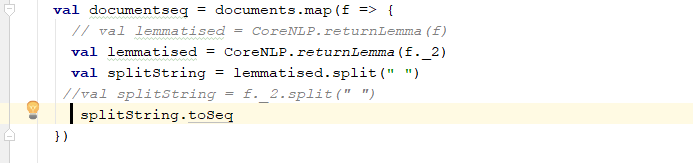 val documentseq = documents.map(f => {
// val lemmatised = CoreNLP.returnLemma(f)
val lemmatised = CoreNLP.returnLemma(f._2)
val splitString = lemmatised.split(" ")
//val splitString = f._2.split(" ")
splitString.toSeq
})